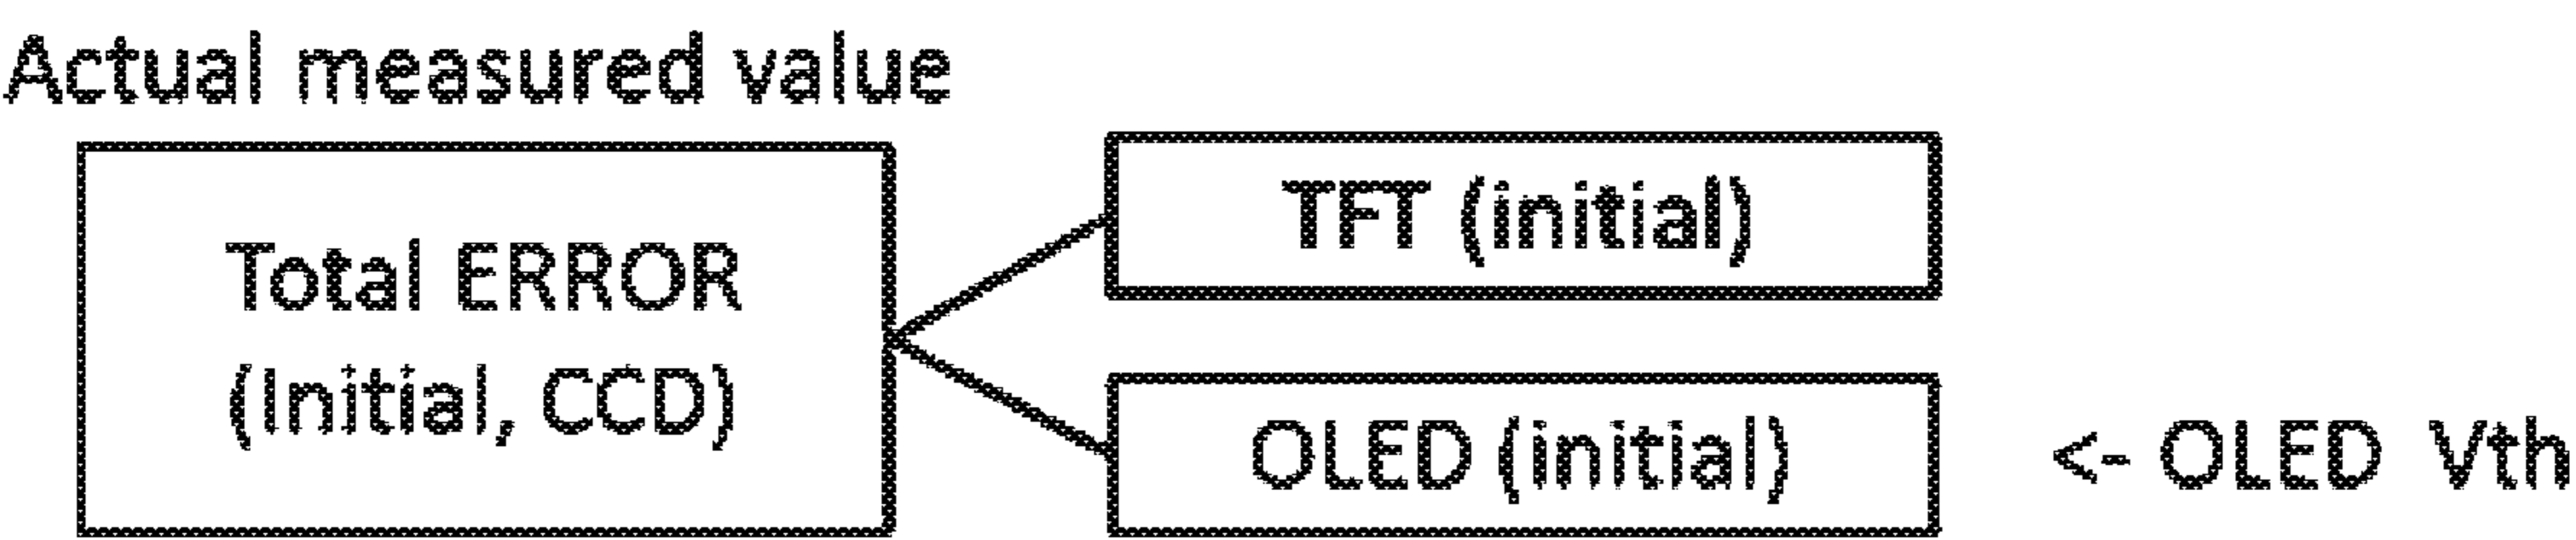 Actual measured value
Total ERROR
(Initial, CCD)
TFT (initial)
OLED (initial)
<- OLED Vth